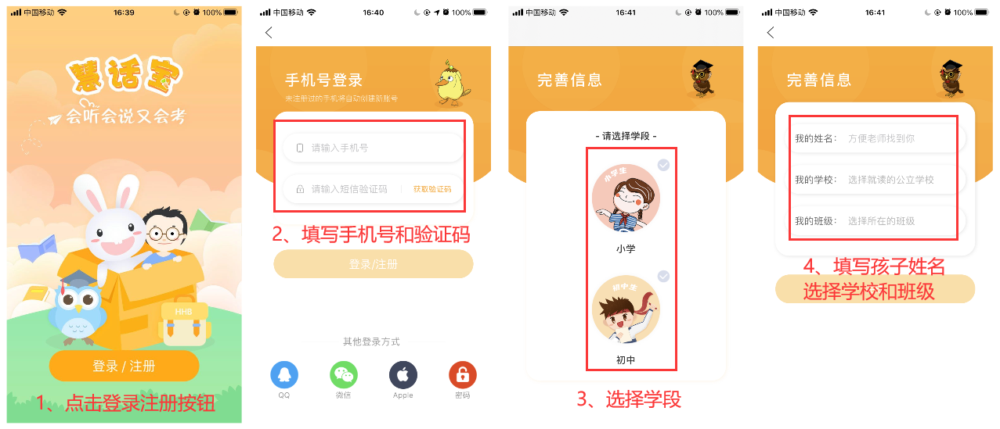 中国移动 16:39 100%
慧话宝
会听会说又会考
HHB
登录 / 注册
1、点击登录注册按钮
中国移动 16:40 100%
手机号登录
未注册过的手机将自动创建新账号
请输入手机号
请输入短信验证码 获取验证码
2、填写手机号和验证码
登录/注册
其他登录方式
QQ 微信 Apple 密码
中国移动 16:41 100%
完善信息
- 请选择学段 -
小学生
小学
初中生
初中
3、选择学段
中国移动 16:41 100%
完善信息
我的姓名: 方便老师找到你
我的学校: 选择就读的公立学校
我的班级: 选择所在的班级
4、填写孩子姓名
选择学校和班级